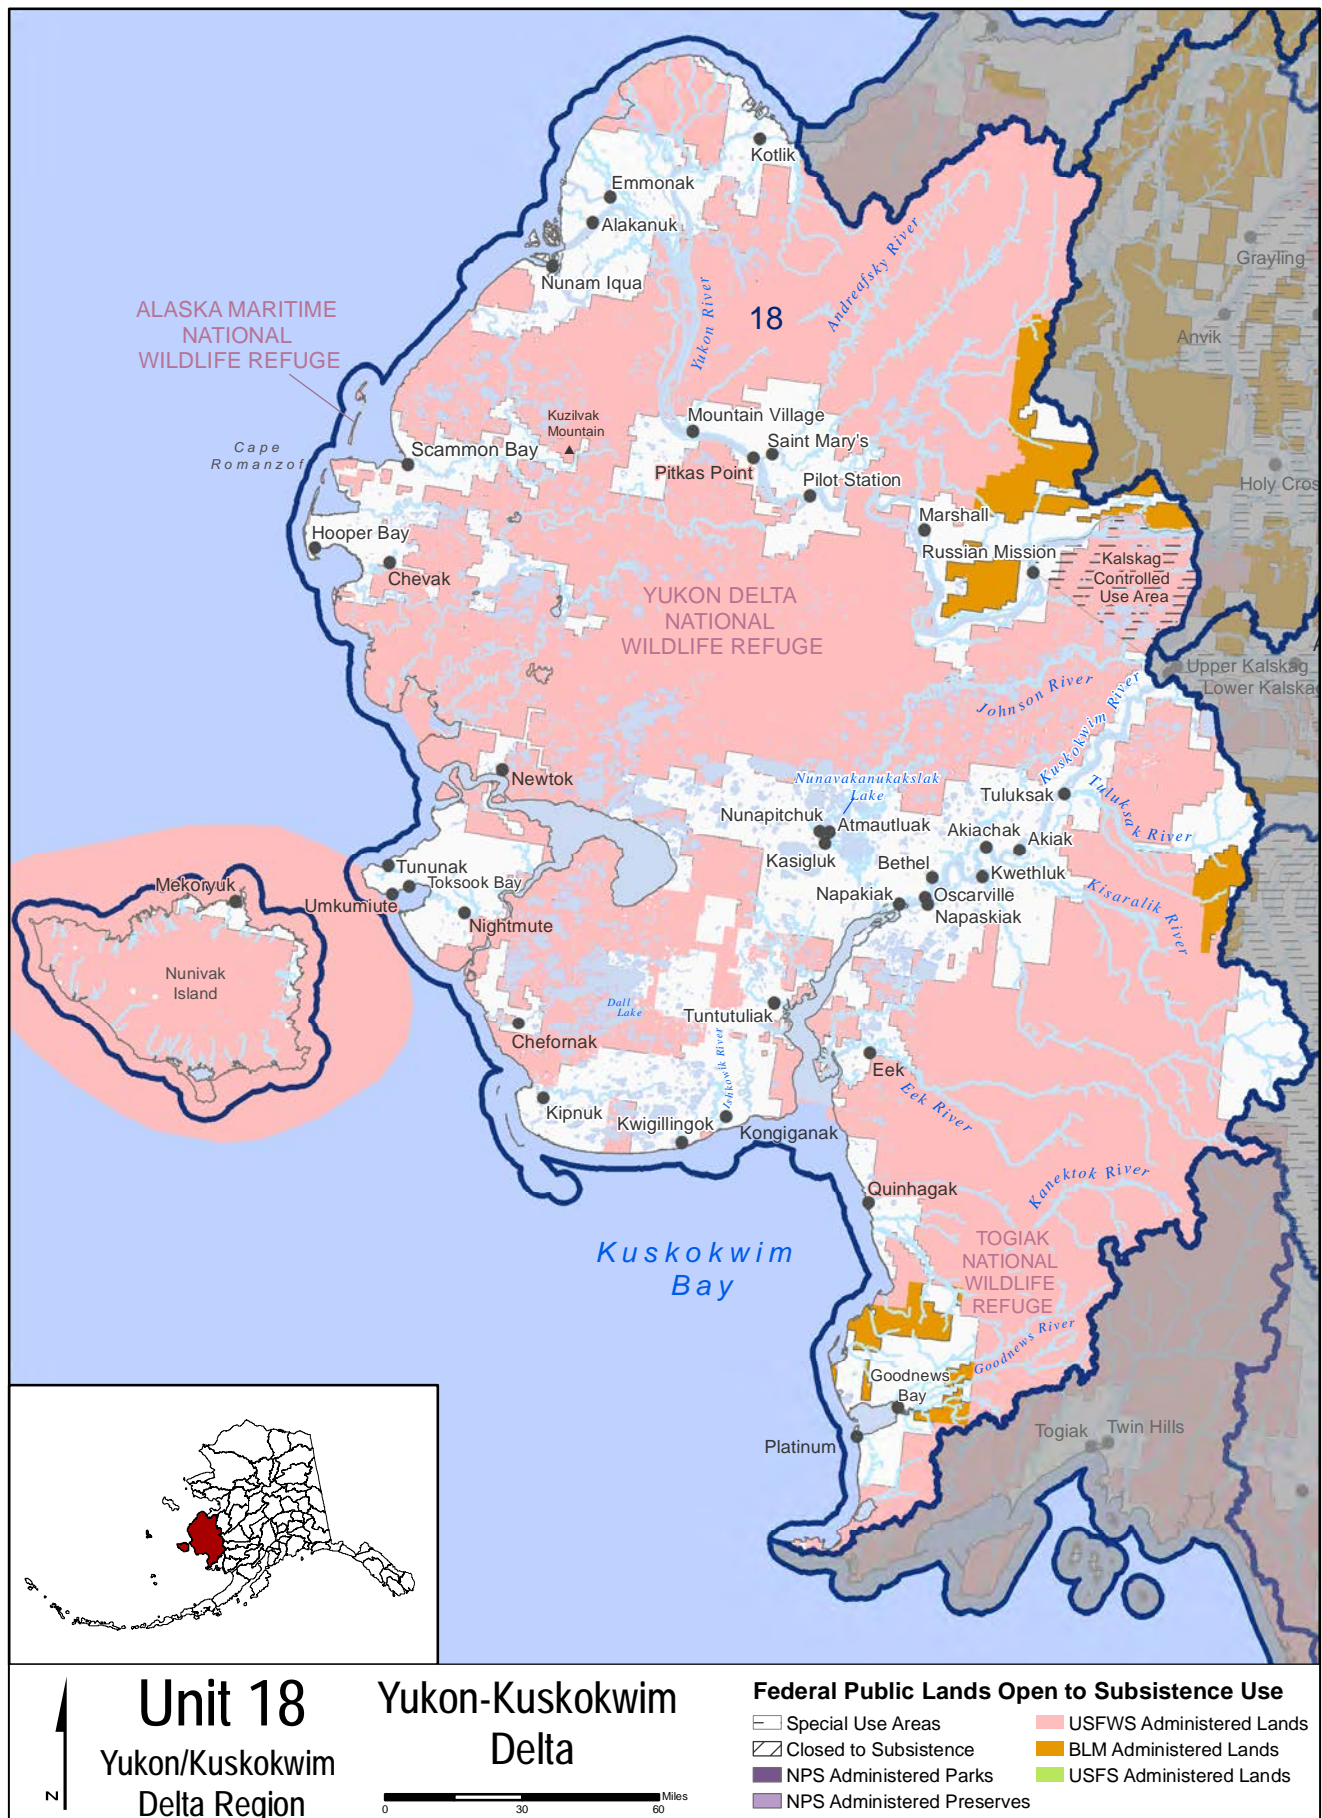 Kotlik
Emmonak
Alakanuk
Nunam Iqua
Grayling
Anvik
Holy Cros
ALASKA MARITIME
NATIONAL
WILDLIFE REFUGE
Yukon River
18
Andreafsky River
Cape
Romanzof
Kuzilvak
Mountain
Scammon Bay
Mountain Village
Saint Mary's
Pitkas Point
Pilot Station
Marshall
Russian Mission
Kalskag
Controlled
Use Area
Hooper Bay
Chevak
YUKON DELTA
NATIONAL
WILDLIFE REFUGE
Upper Kalskag
Lower Kalska
Johnson River
Kuskokwim River
Newtok
Nunavakanukakslak
Lake
Tuluksak
Tuluksak River
Nunapitchuk
Atmautluak
Kasigluk
Akiachak
Akiak
Bethel
Kwethluk
Napakiak
Oscarville
Napaskiak
Kisaralik River
Tununak
Toksook Bay
Umkumiute
Nightmute
Mekoryuk
Nunivak
Island
Dall
Lake
Tuntutuliak
Chefornak
Ishkowik River
Eek
Eek River
Kipnuk
Kwigillingok
Kongiganak
Quinhagak
Kanektok River
TOGIAK
NATIONAL
WILDLIFE
REFUGE
Kuskokwim
Bay
Goodnews River
Goodnews
Bay
Platinum
Togiak
Twin Hills
N
Unit 18
Yukon/Kuskokwim
Delta Region
Yukon-Kuskokwim
Delta
Miles
0 30 60
Federal Public Lands Open to Subsistence Use
Special Use Areas
Closed to Subsistence
NPS Administered Parks
NPS Administered Preserves
USFWS Administered Lands
BLM Administered Lands
USFS Administered Lands